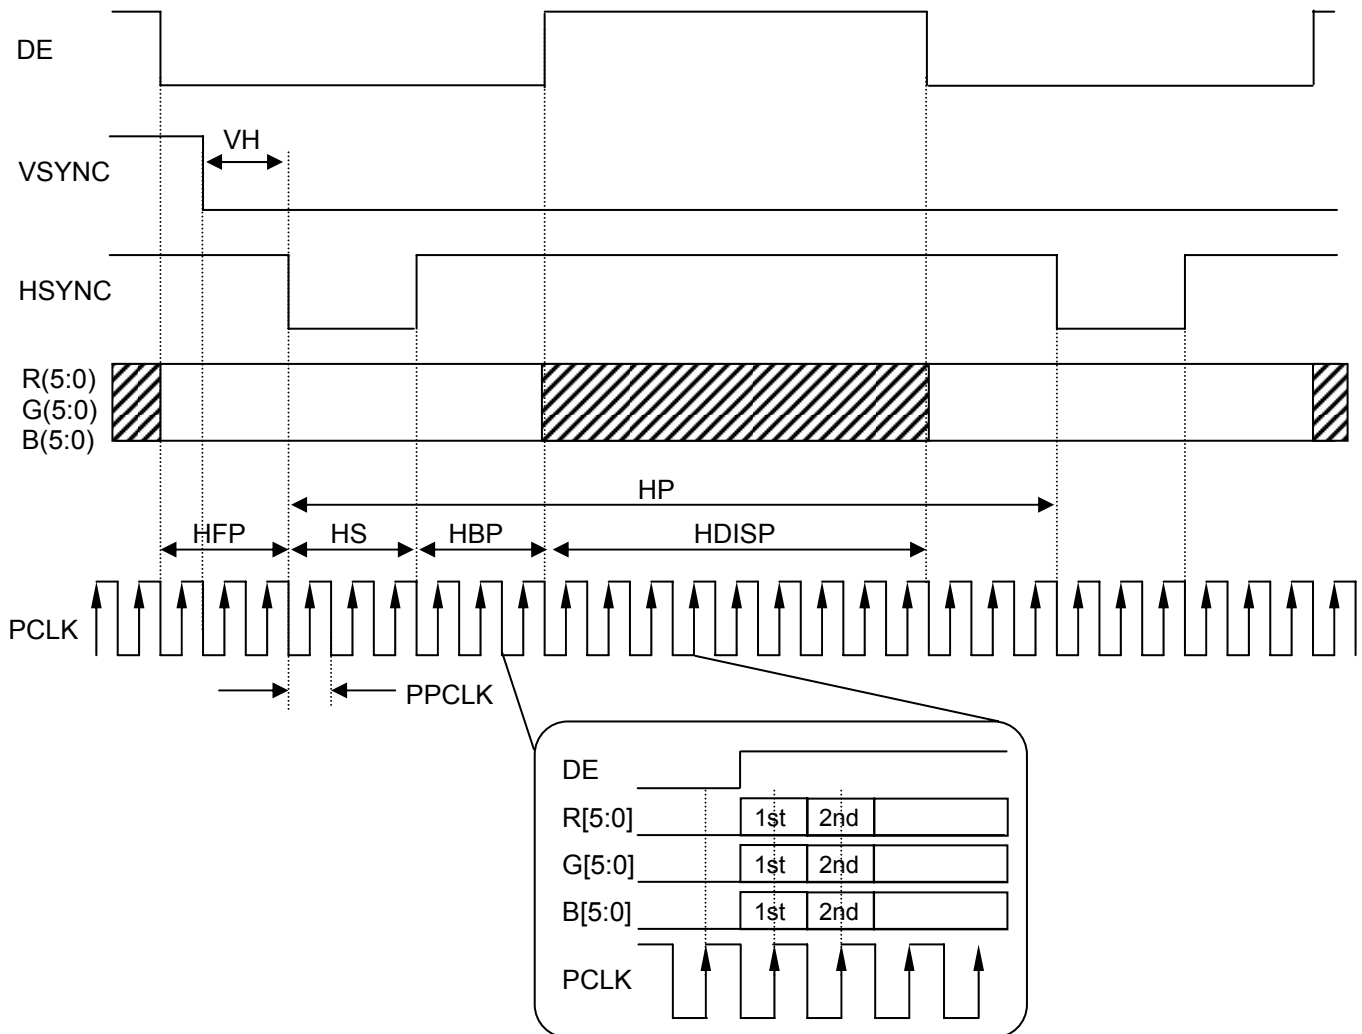 DE
VH
VSYNC
HSYNC
R(5:0)
G(5:0)
B(5:0)
HP
HFP HS HBP HDISP
PCLK
PPCLK
DE
R[5:0] 1st 2nd
G[5:0] 1st 2nd
B[5:0] 1st 2nd
PCLK